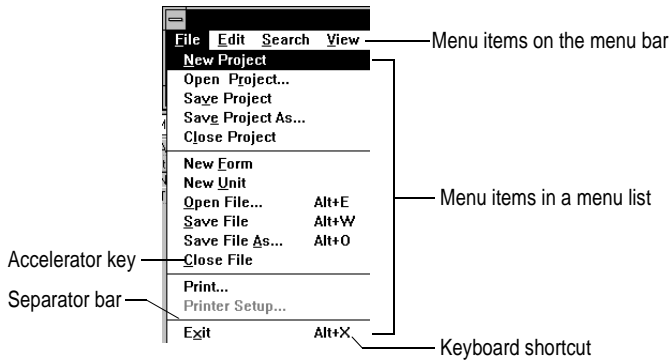 File Edit Search View
Menu items on the menu bar
New Project
Open Project...
Save Project
Save Project As...
Close Project
New Form
New Unit
Open File... Alt+E
Menu items in a menu list
Save File Alt+W
Save File As... Alt+O
Accelerator key
Close File
Print...
Separator bar
Printer Setup...
Exit Alt+X
Keyboard shortcut